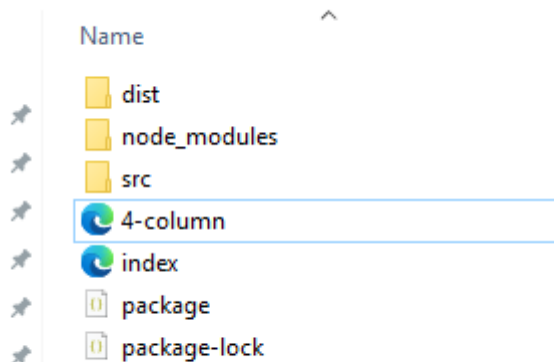 Name
dist
node_modules
src
4-column
index
package
package-lock